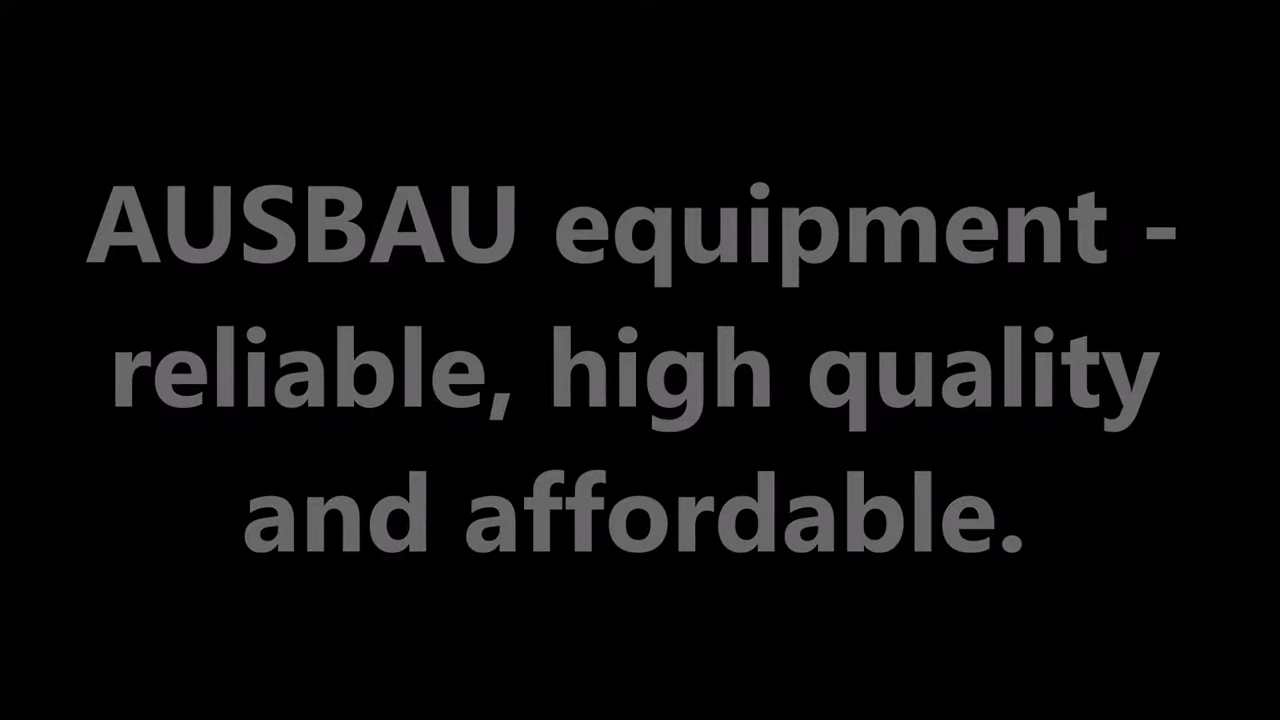 AUSBAU equipment -
reliable, high quality
and affordable.